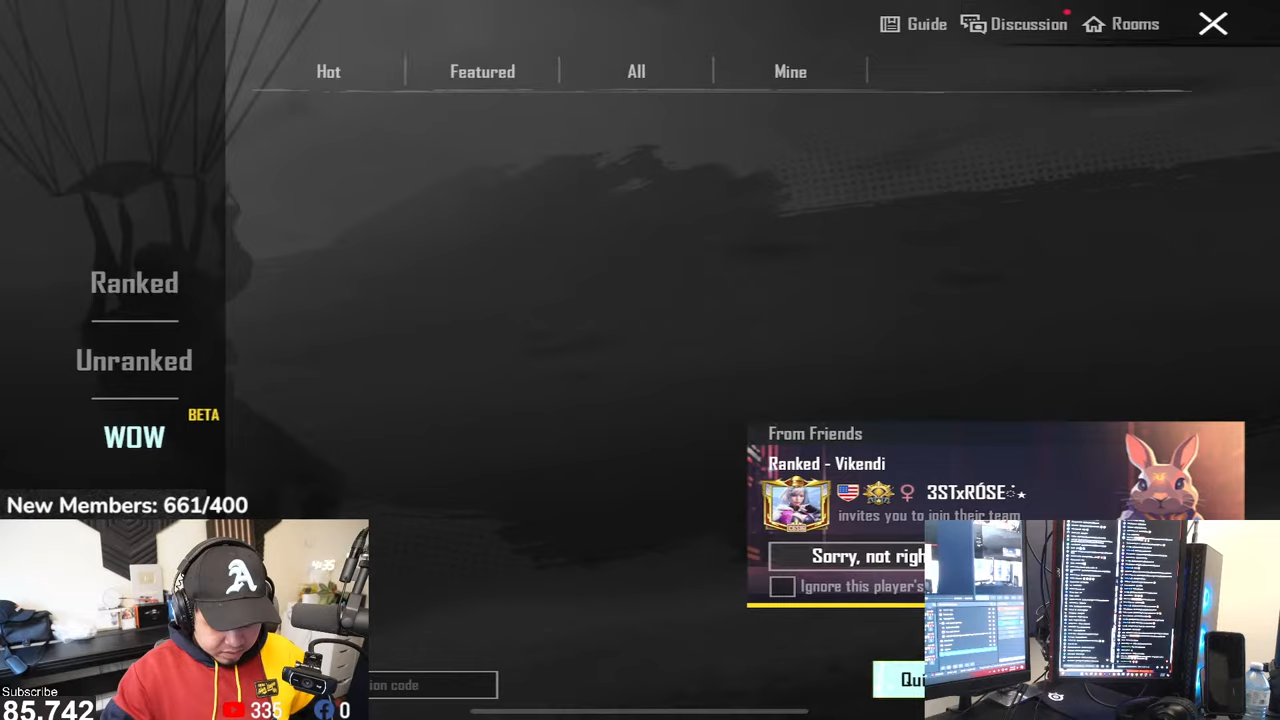 Guide
Discussion
Rooms
Hot
Featured
All
Mine
Ranked
Unranked
BETA
WOW
From Friends
Ranked - Vikendi
3STxRÓSE
invites you to join their team
Sorry, not righ
Ignore this player's
New Members: 661/400
4:35
A
Subscribe
85,742
335
0
ion code
Qui